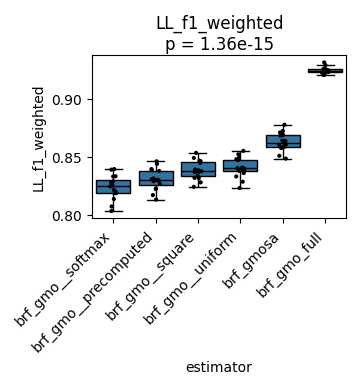 LL_f1_weighted
p = 1.36e-15
LL_f1_weighted
0.90
0.85
0.80
brf_gmo__softmax
brf_gmo__precomputed
brf_gmo__square
brf_gmo__uniform
brf_gmosa
brf_gmo_full
estimator